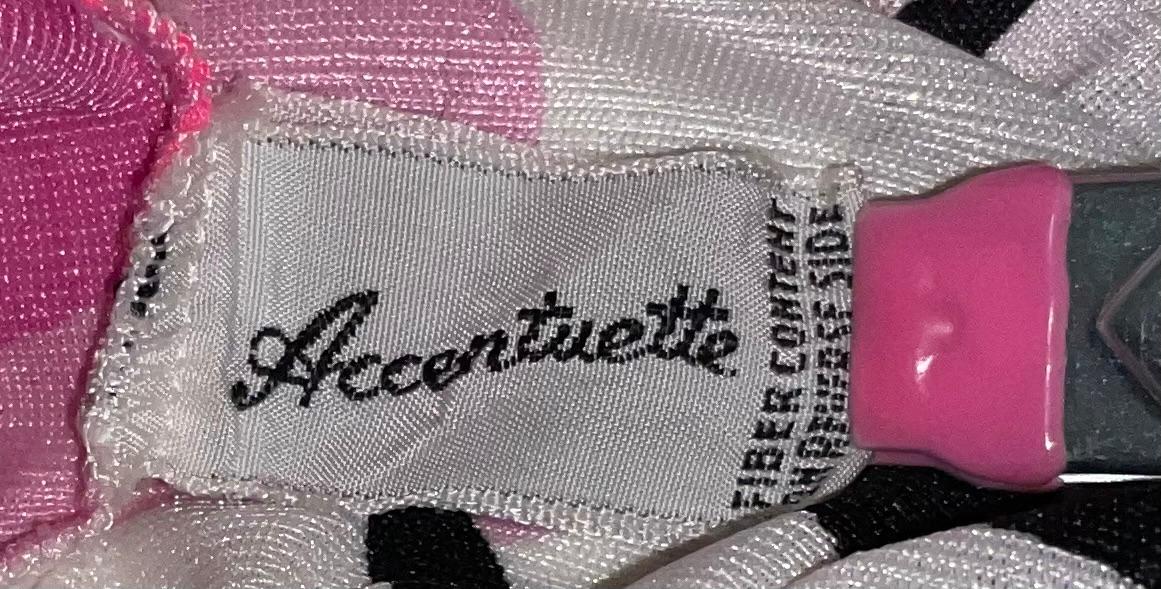 Accentuette
FIBER CONTENT
ON REVERSE SIDE